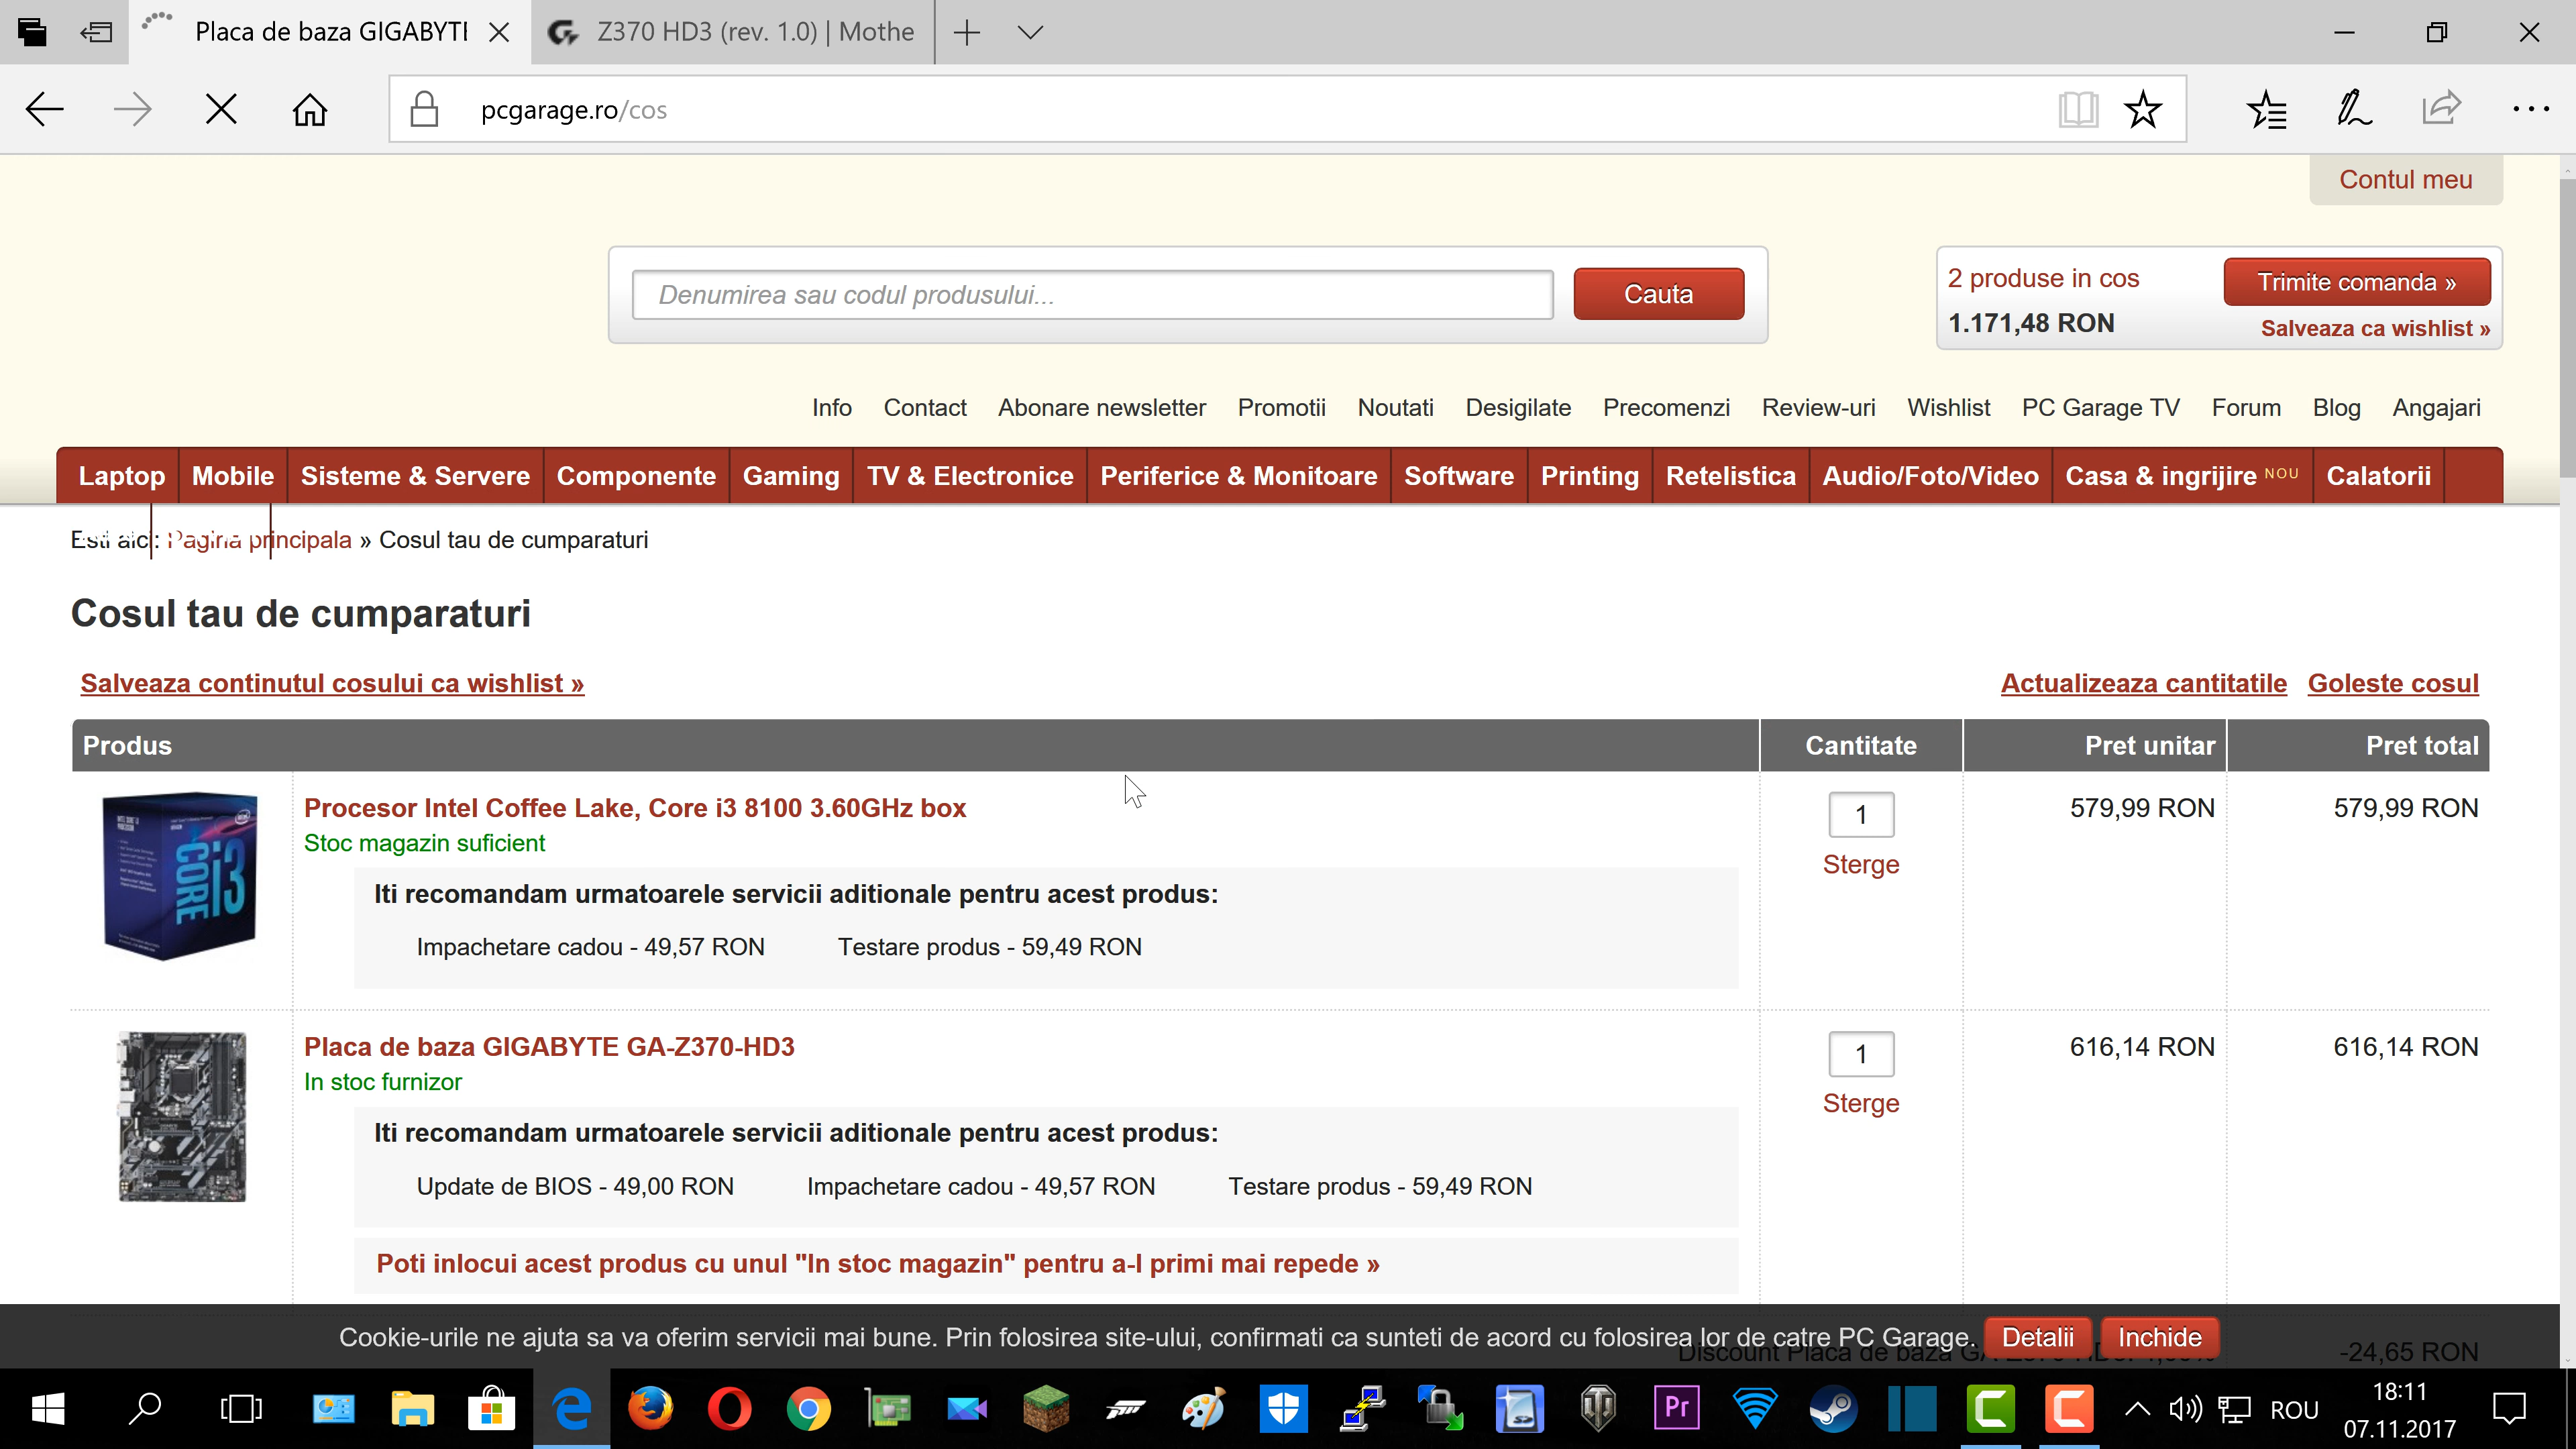 Placa de baza GIGABYTE
Z370 HD3 (rev. 1.0) | Mothe
pcgarage.ro/cos
Contul meu
Denumirea sau codul produsului...
Cauta
2 produse in cos
Trimite comanda »
1.171,48 RON
Salveaza ca wishlist »
Info Contact Abonare newsletter Promotii Noutati Desigilate Precomenzi Review-uri Wishlist PC Garage TV Forum Blog Angajari
Laptop Mobile Sisteme & Servere Componente Gaming TV & Electronice Periferice & Monitoare Software Printing Retelistica Audio/Foto/Video Casa & ingrijire NOU Calatorii
Esti aici: Pagina principala » Cosul tau de cumparaturi
Cosul tau de cumparaturi
Salveaza continutul cosului ca wishlist »
Actualizeaza cantitatile Goleste cosul
Produs Cantitate Pret unitar Pret total
Procesor Intel Coffee Lake, Core i3 8100 3.60GHz box
1
579,99 RON
579,99 RON
Stoc magazin suficient
Sterge
CORE i3
Iti recomandam urmatoarele servicii aditionale pentru acest produs:
Impachetare cadou - 49,57 RON Testare produs - 59,49 RON
Placa de baza GIGABYTE GA-Z370-HD3
1
616,14 RON
616,14 RON
In stoc furnizor
Sterge
Iti recomandam urmatoarele servicii aditionale pentru acest produs:
Update de BIOS - 49,00 RON Impachetare cadou - 49,57 RON Testare produs - 59,49 RON
Poti inlocui acest produs cu unul "In stoc magazin" pentru a-l primi mai repede »
Cookie-urile ne ajuta sa va oferim servicii mai bune. Prin folosirea site-ului, confirmati ca sunteti de acord cu folosirea lor de catre PC Garage.
Detalii
Inchide
Discount Placa de baza
-24,65 RON
Pr
ROU
18:11
07.11.2017